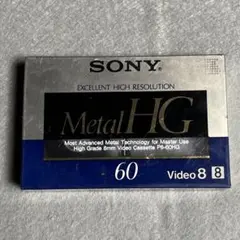 SONY
EXCELLENT HIGH RESOLUTION
Metal HG
Most Advanced Metal Technology for Master Use
High Grade 8mm Video Cassette P6-60HG
60
Video 8 8